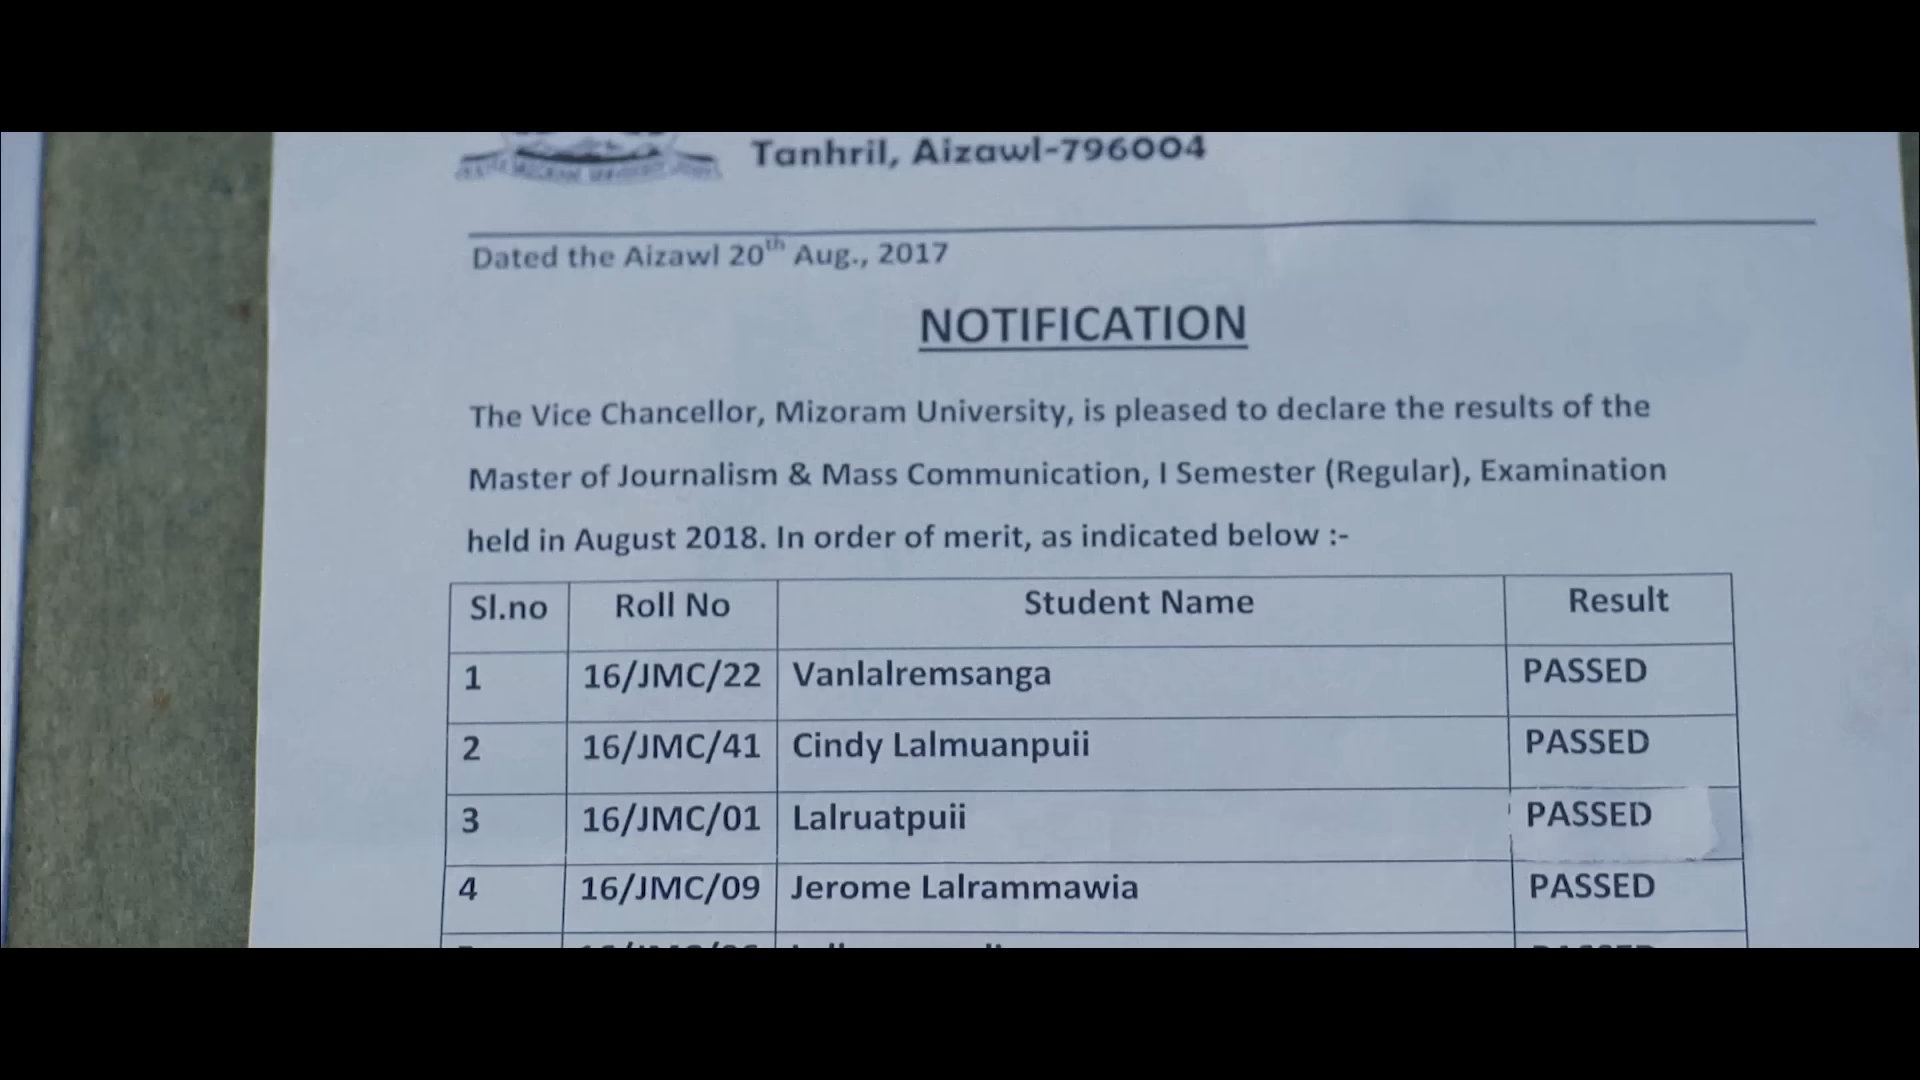 Tanhril, Aizawl-796004
Dated the Aizawl 20th Aug., 2017
NOTIFICATION
The Vice Chancellor, Mizoram University, is pleased to declare the results of the
Master of Journalism & Mass Communication, I Semester (Regular), Examination
held in August 2018. In order of merit, as indicated below :-
Sl.no Roll No Student Name Result
1 16/JMC/22 Vanlalremsanga PASSED
2 16/JMC/41 Cindy Lalmuanpuii PASSED
3 16/JMC/01 Lalruatpuii PASSED
4 16/JMC/09 Jerome Lalrammawia PASSED